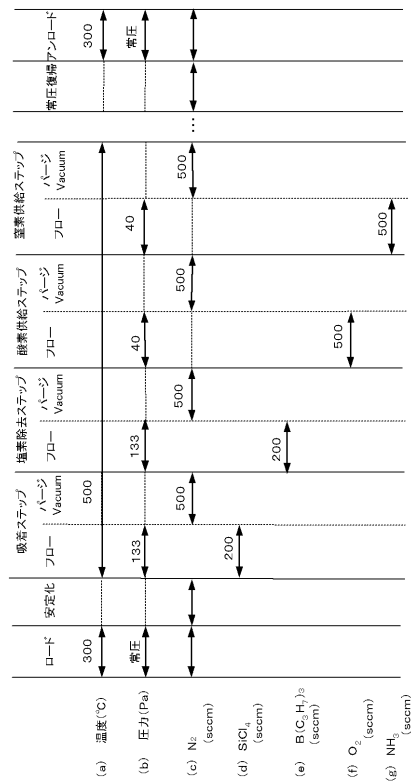 ロード
安定化
吸着ステップ
塩素除去ステップ
酸素供給ステップ
窒素供給ステップ
常圧復帰
アンロード
フロー
パージ
Vacuum
フロー
パージ
Vacuum
フロー
パージ
Vacuum
フロー
パージ
Vacuum
(a) 温度(℃)
300
500
300
(b) 圧力(Pa)
常圧
133
133
40
40
常圧
(c) N₂
(sccm)
500
500
500
500
...
(d) SiCl₄
(sccm)
200
(e) B(C₃H₇)₃
(sccm)
200
(f) O₂
(sccm)
500
(g) NH₃
(sccm)
500